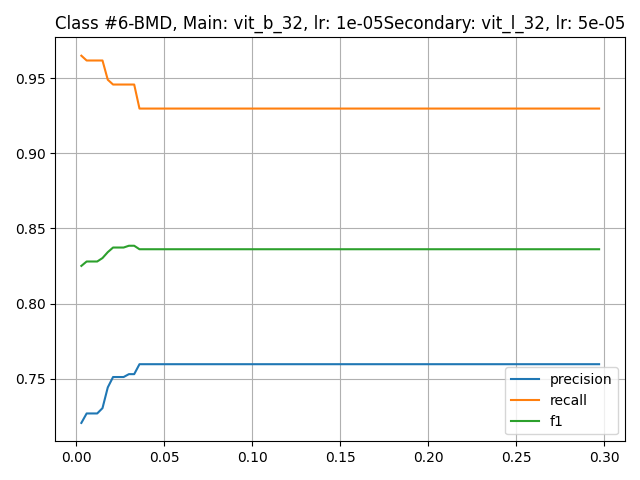 Class #6-BMD, Main: vit_b_32, lr: 1e-05Secondary: vit_l_32, lr: 5e-05
0.95
0.90
0.85
0.80
0.75
precision
recall
f1
0.00 0.05 0.10 0.15 0.20 0.25 0.30